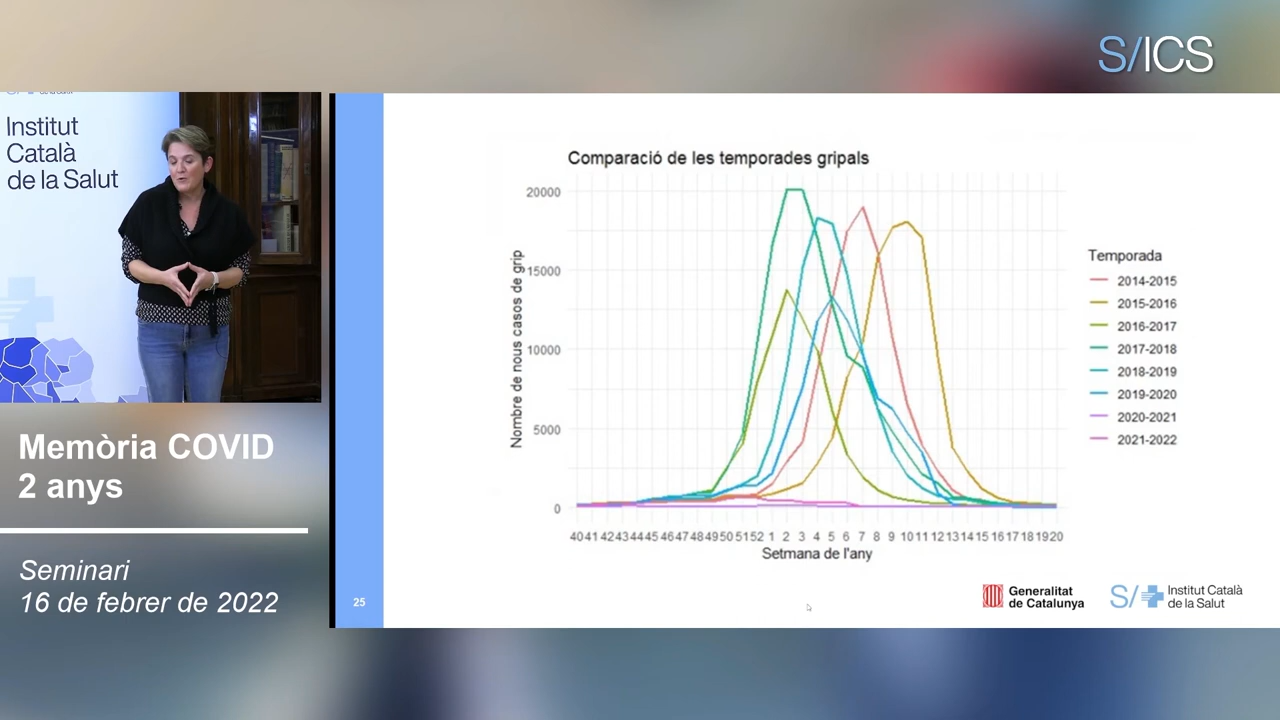 S/ICS
Institut
Català
de la Salut
Memòria COVID
2 anys
Seminari
16 de febrer de 2022
Comparació de les temporades gripals
Nombre de nous casos de grip
20000
15000
10000
5000
0
40 41 42 43 44 45 46 47 48 49 50 51 52 1 2 3 4 5 6 7 8 9 10 11 12 13 14 15 16 17 18 19 20
Setmana de l'any
Temporada
2014-2015
2015-2016
2016-2017
2017-2018
2018-2019
2019-2020
2020-2021
2021-2022
25
Generalitat
de Catalunya
S/
Institut Català
de la Salut